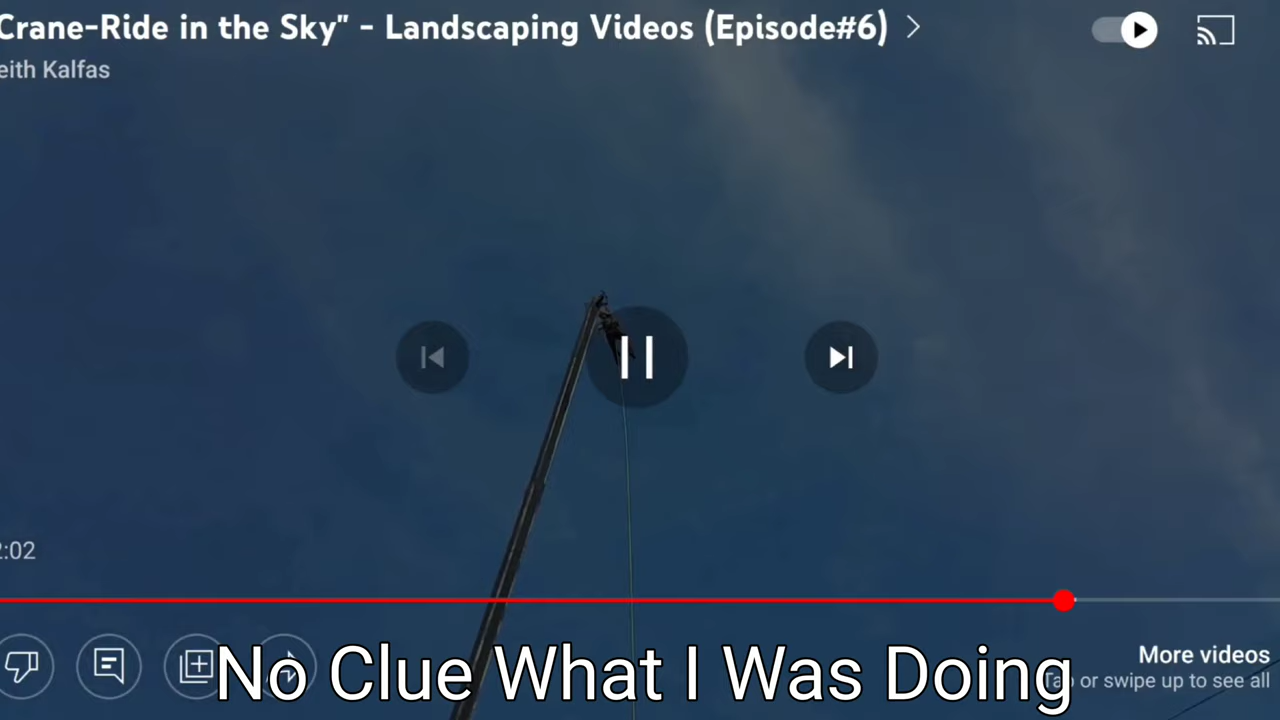 Crane-Ride in the Sky" - Landscaping Videos (Episode#6)
eith Kalfas
2:02
No Clue What I Was Doing
More videos
Tap or swipe up to see all